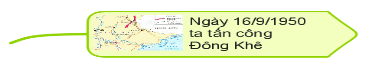 Ngày 16/9/1950
ta tấn công
Đông Khê